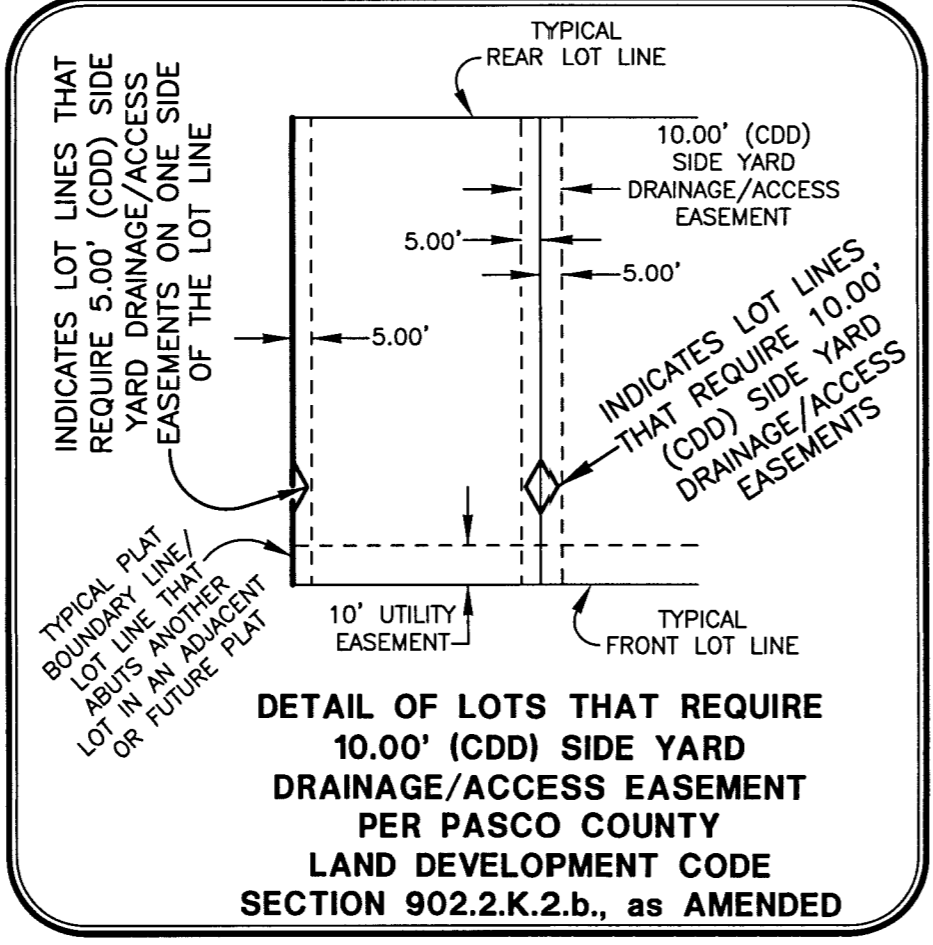 TYPICAL
REAR LOT LINE
INDICATES LOT LINES THAT
REQUIRE 5.00' (CDD) SIDE
YARD DRAINAGE/ACCESS
EASEMENTS ON ONE SIDE
OF THE LOT LINE
10.00' (CDD)
SIDE YARD
DRAINAGE/ACCESS
EASEMENT
5.00'
5.00'
5.00'
INDICATES LOT LINES
THAT REQUIRE 10.00'
(CDD) SIDE YARD
DRAINAGE/ACCESS
EASEMENTS
TYPICAL PLAT
BOUNDARY LINE/
LOT LINE THAT
ABUTS ANOTHER
LOT IN AN ADJACENT
OR FUTURE PLAT
10' UTILITY
EASEMENT
TYPICAL
FRONT LOT LINE
DETAIL OF LOTS THAT REQUIRE
10.00' (CDD) SIDE YARD
DRAINAGE/ACCESS EASEMENT
PER PASCO COUNTY
LAND DEVELOPMENT CODE
SECTION 902.2.K.2.b., as AMENDED